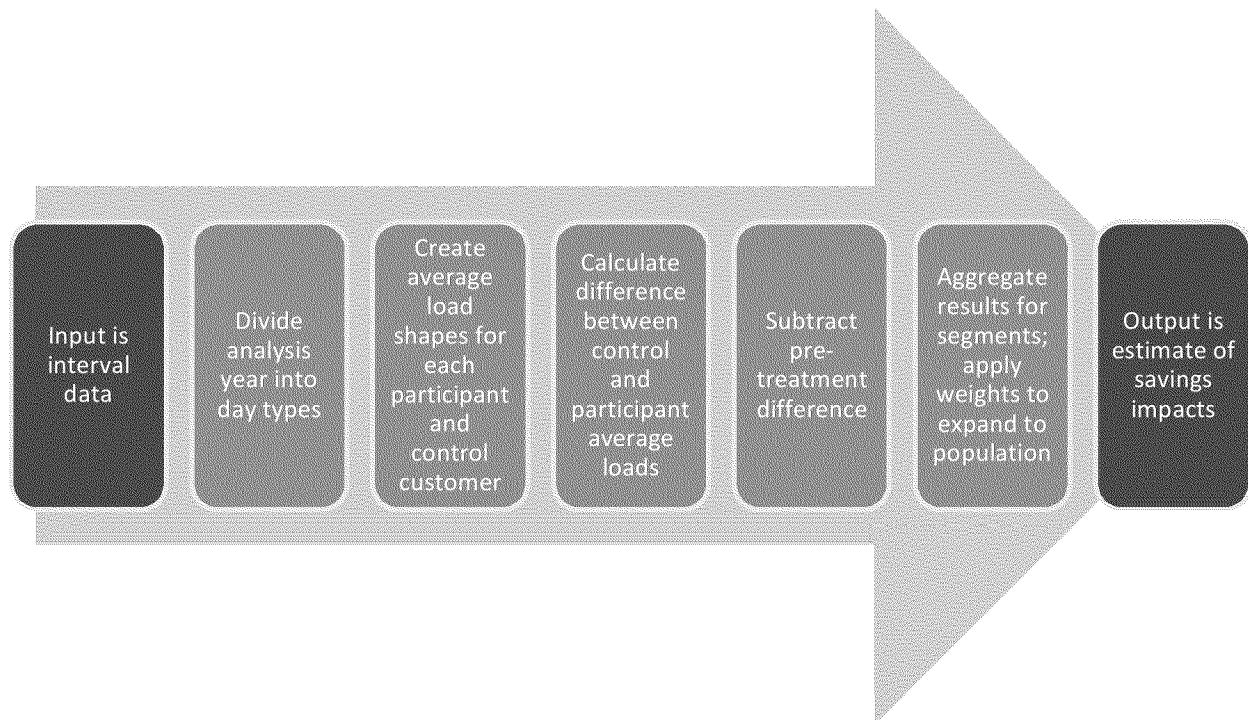 Input is
interval
data
Divide
analysis
year into
day types
Create
average
load
shapes for
each
participant
and
control
customer
Calculate
difference
between
control
and
participant
average
loads
Subtract
pre-
treatment
difference
Aggregate
results for
segments;
apply
weights to
expand to
population
Output is
estimate of
savings
impacts